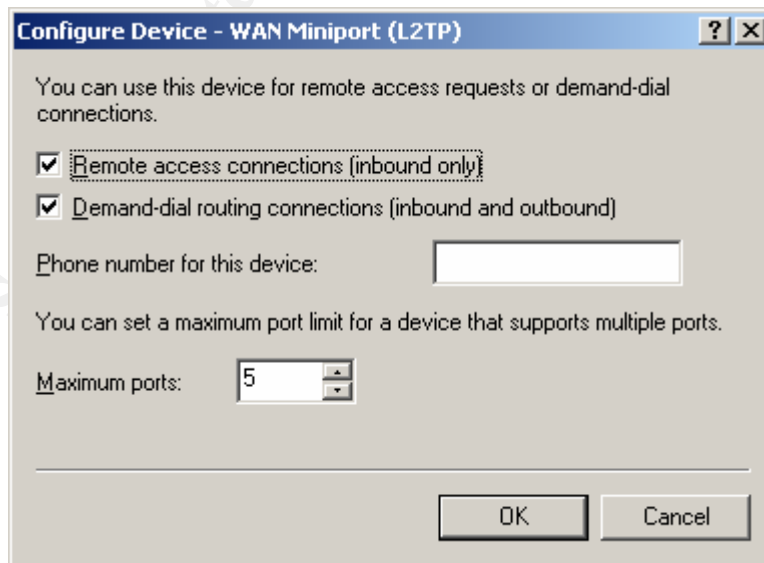 Configure Device - WAN Miniport (L2TP)
You can use this device for remote access requests or demand-dial
connections.
Remote access connections (inbound only)
Demand-dial routing connections (inbound and outbound)
Phone number for this device:
You can set a maximum port limit for a device that supports multiple ports.
Maximum ports: 5
OK Cancel